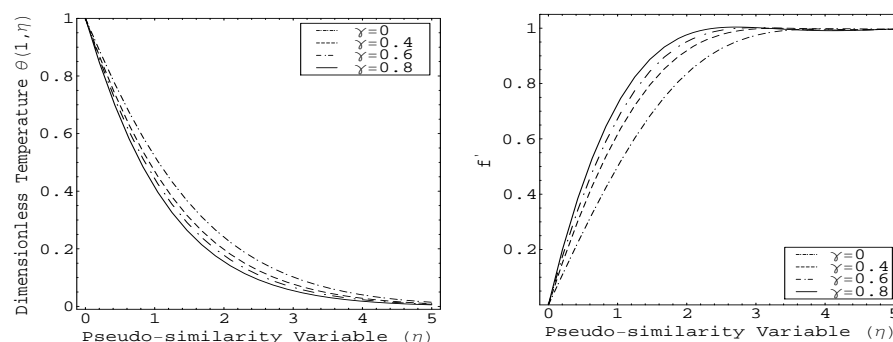 Dimensionless Temperature θ(1,η)
1
0.8
0.6
0.4
0.2
0
0 1 2 3 4 5
Pseudo-similarity Variable (η)
γ=0
γ=0.4
γ=0.6
γ=0.8
f'
1
0.8
0.6
0.4
0.2
0 1 2 3 4 5
Pseudo-similarity Variable (η)
γ=0
γ=0.4
γ=0.6
γ=0.8